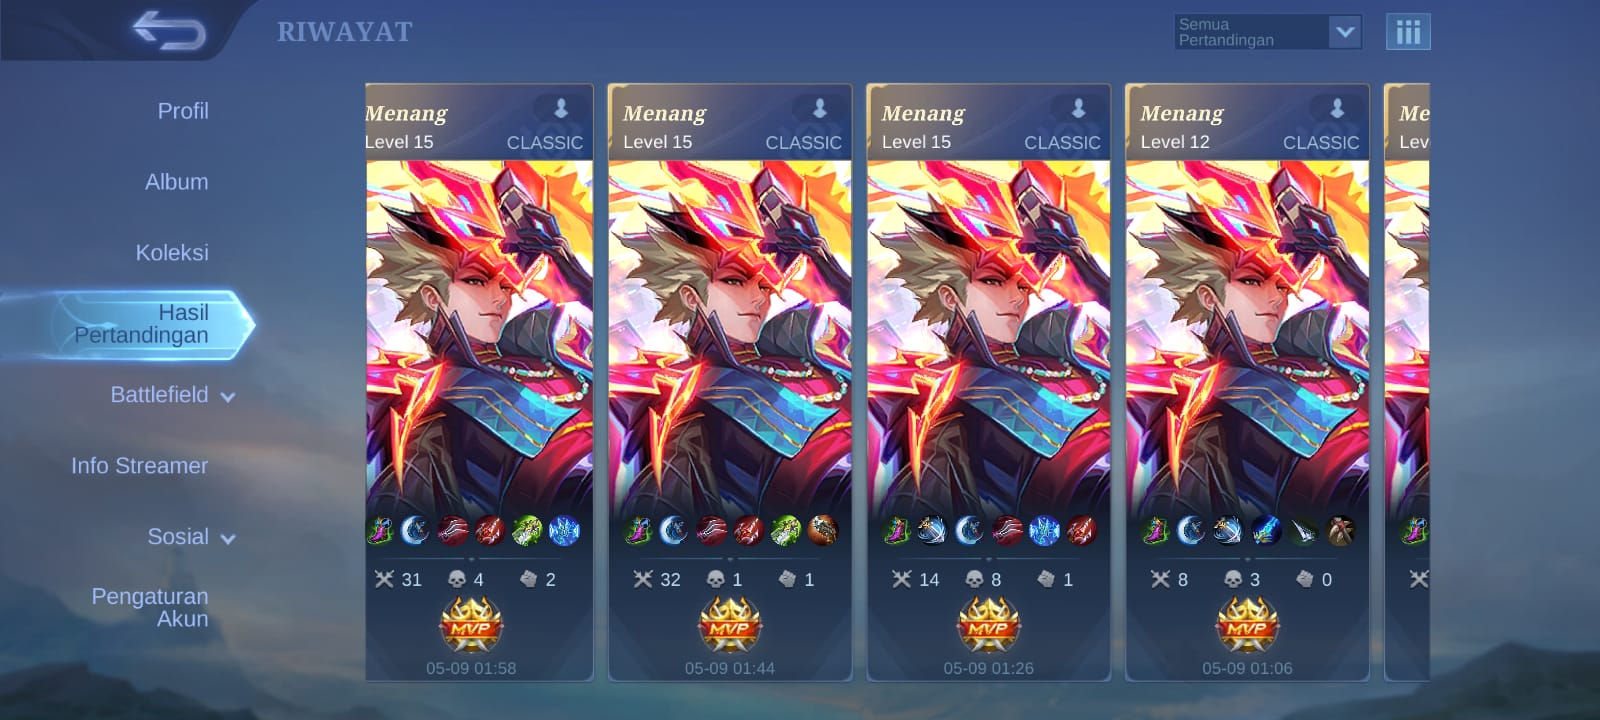 RIWAYAT
Semua
Pertandingan
Profil
Album
Koleksi
Hasil
Pertandingan
Battlefield
Info Streamer
Sosial
Pengaturan
Akun
Menang
Level 15
CLASSIC
31 4 2
MVP
05-09 01:58
Menang
Level 15
CLASSIC
32 1 1
MVP
05-09 01:44
Menang
Level 15
CLASSIC
14 8 1
MVP
05-09 01:26
Menang
Level 12
CLASSIC
8 3 0
MVP
05-09 01:06
Me
Lev